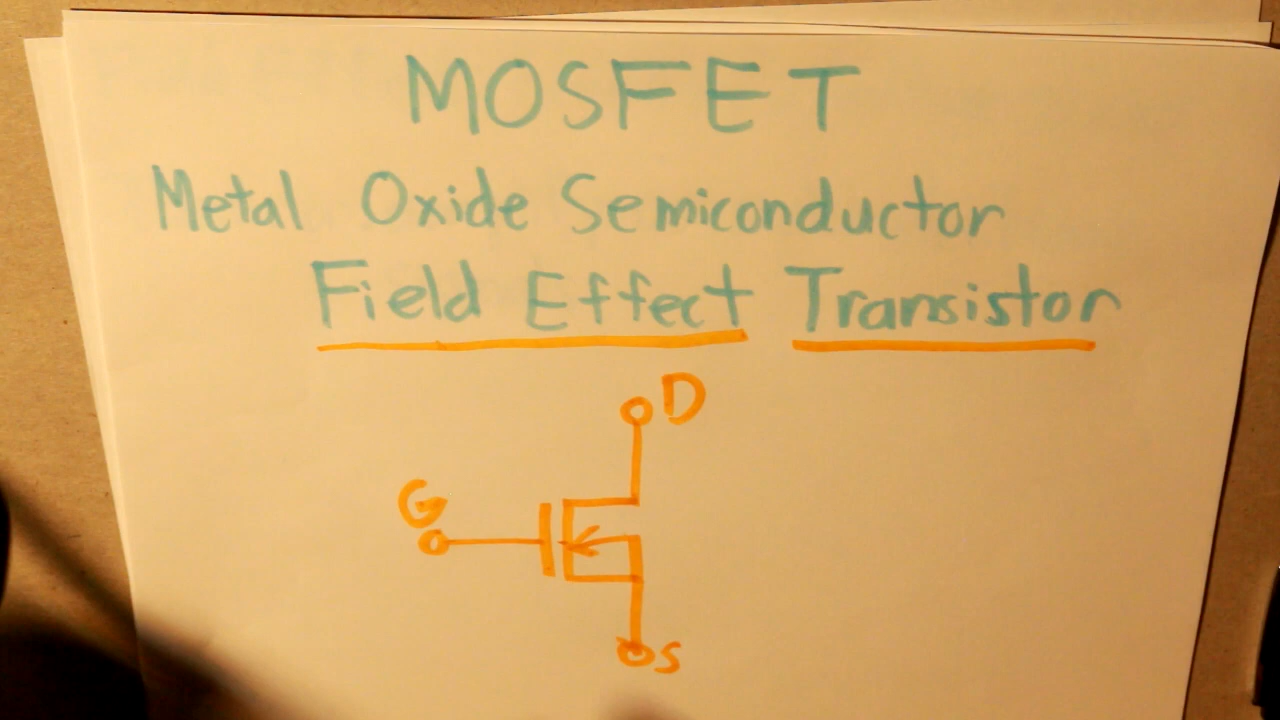 MOSFET
Metal Oxide Semiconductor
Field Effect Transistor
D
G
S